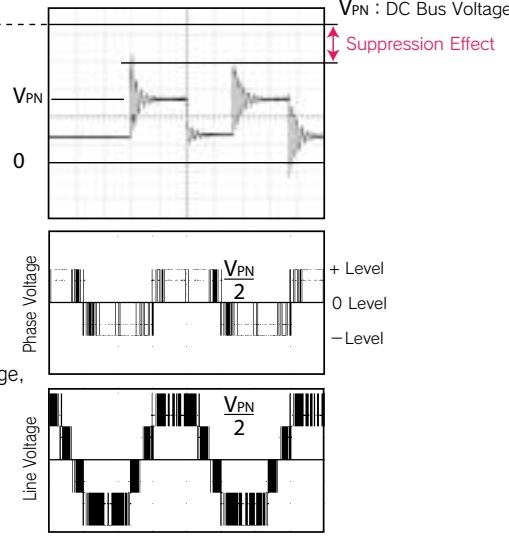 VPN : DC Bus Voltage
Suppression Effect
VPN
0
Phase Voltage
VPN
2
+ Level
0 Level
−Level
ge,
Line Voltage
VPN
2